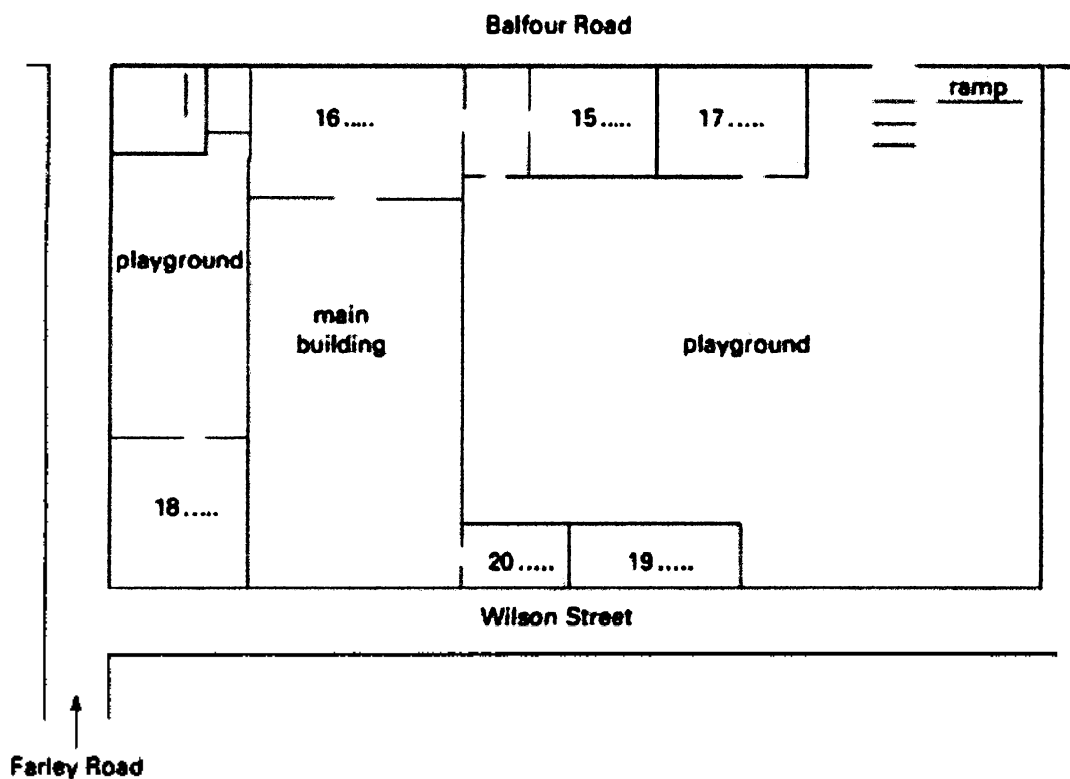 Balfour Road
ramp
16.....
15.....
17.....
playground
main
building
playground
18.....
20.....
19.....
Wilson Street
Farley Road